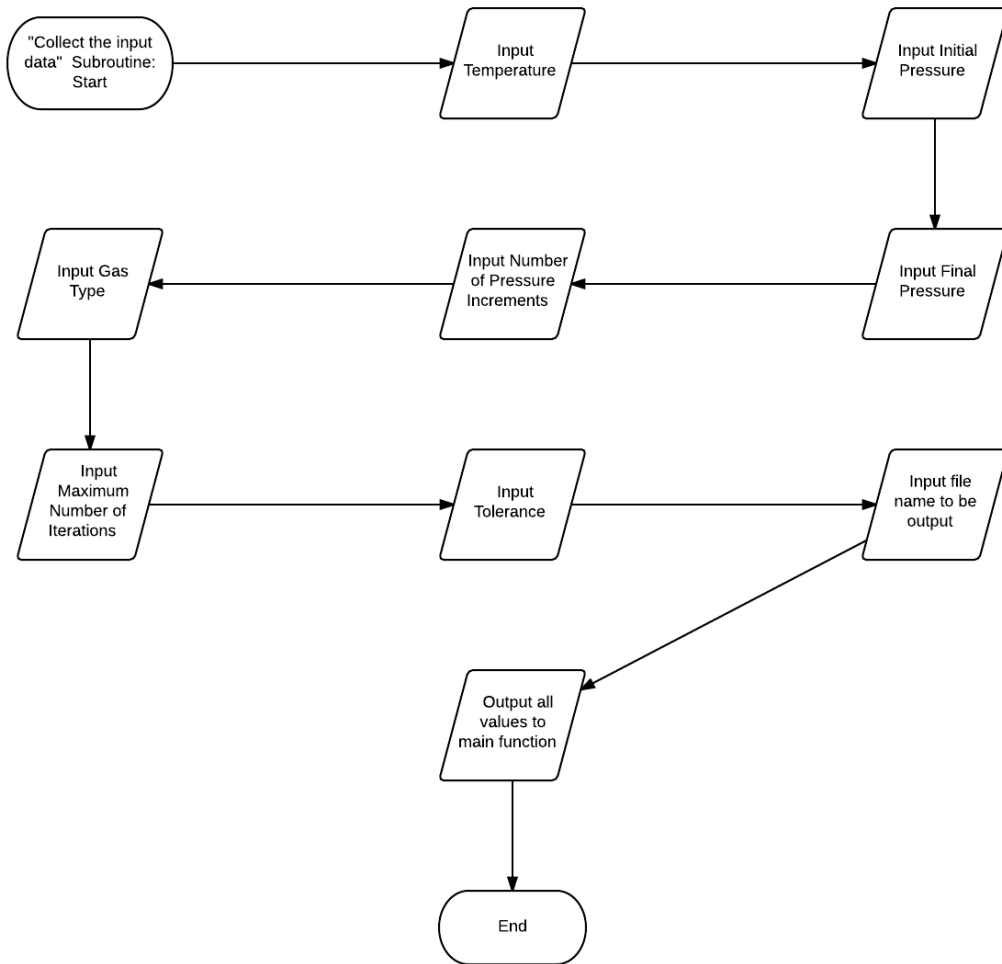 "Collect the input
data" Subroutine:
Start
Input
Temperature
Input Initial
Pressure
Input Final
Pressure
Input Number
of Pressure
Increments
Input Gas
Type
Input
Maximum
Number of
Iterations
Input
Tolerance
Input file
name to be
output
Output all
values to
main function
End